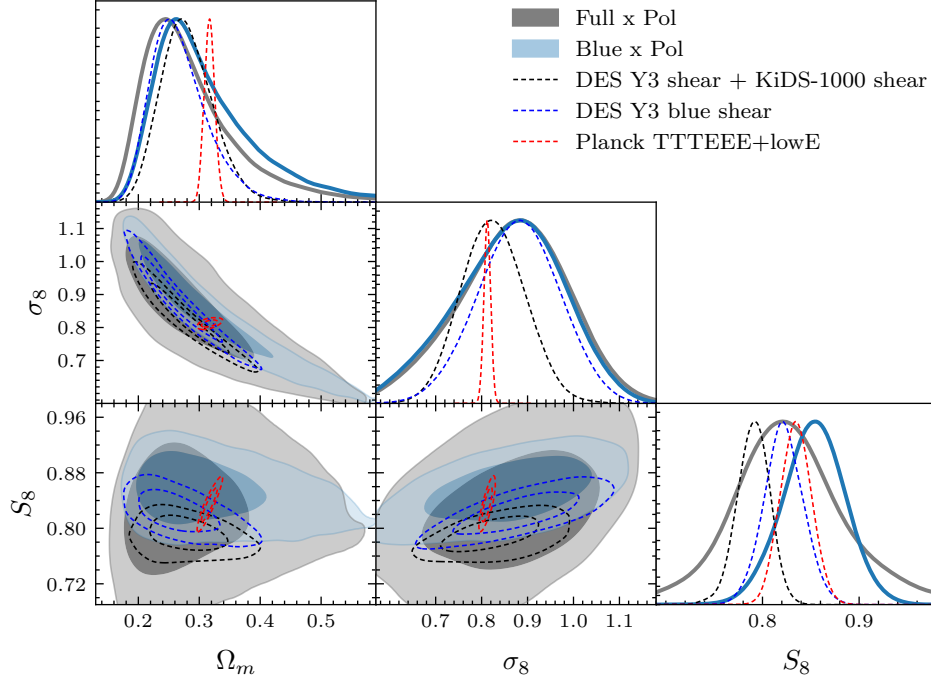 Full x Pol
Blue x Pol
DES Y3 shear + KiDS-1000 shear
DES Y3 blue shear
Planck TTTEEE+lowE
1.1
1.0
0.9
0.8
0.7
σ₈
0.96
0.88
0.80
0.72
S₈
0.2 0.3 0.4 0.5
0.7 0.8 0.9 1.0 1.1
0.8 0.9
Ωₘ σ₈ S₈